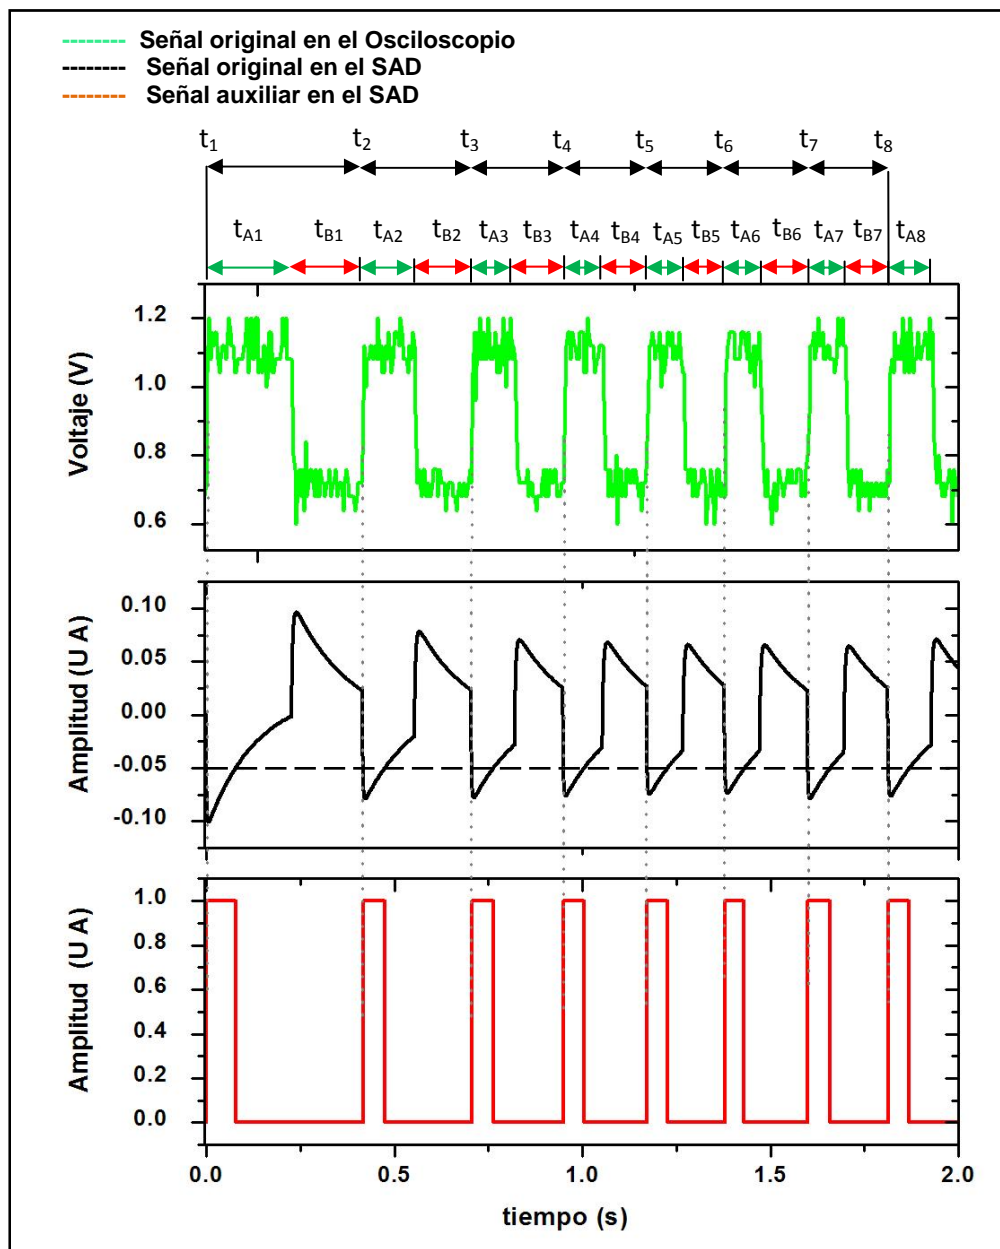 Señal original en el Osciloscopio
Señal original en el SAD
Señal auxiliar en el SAD
t1 t2 t3 t4 t5 t6 t7 t8
tA1 tB1 tA2 tB2 tA3 tB3 tA4 tB4 tA5 tB5 tA6 tB6 tA7 tB7 tA8
Voltaje (V)
1.2
1.0
0.8
0.6
Amplitud (U A)
0.10
0.05
0.00
-0.05
-0.10
Amplitud (U A)
1.0
0.8
0.6
0.4
0.2
0.0
0.0 0.5 1.0 1.5 2.0
tiempo (s)